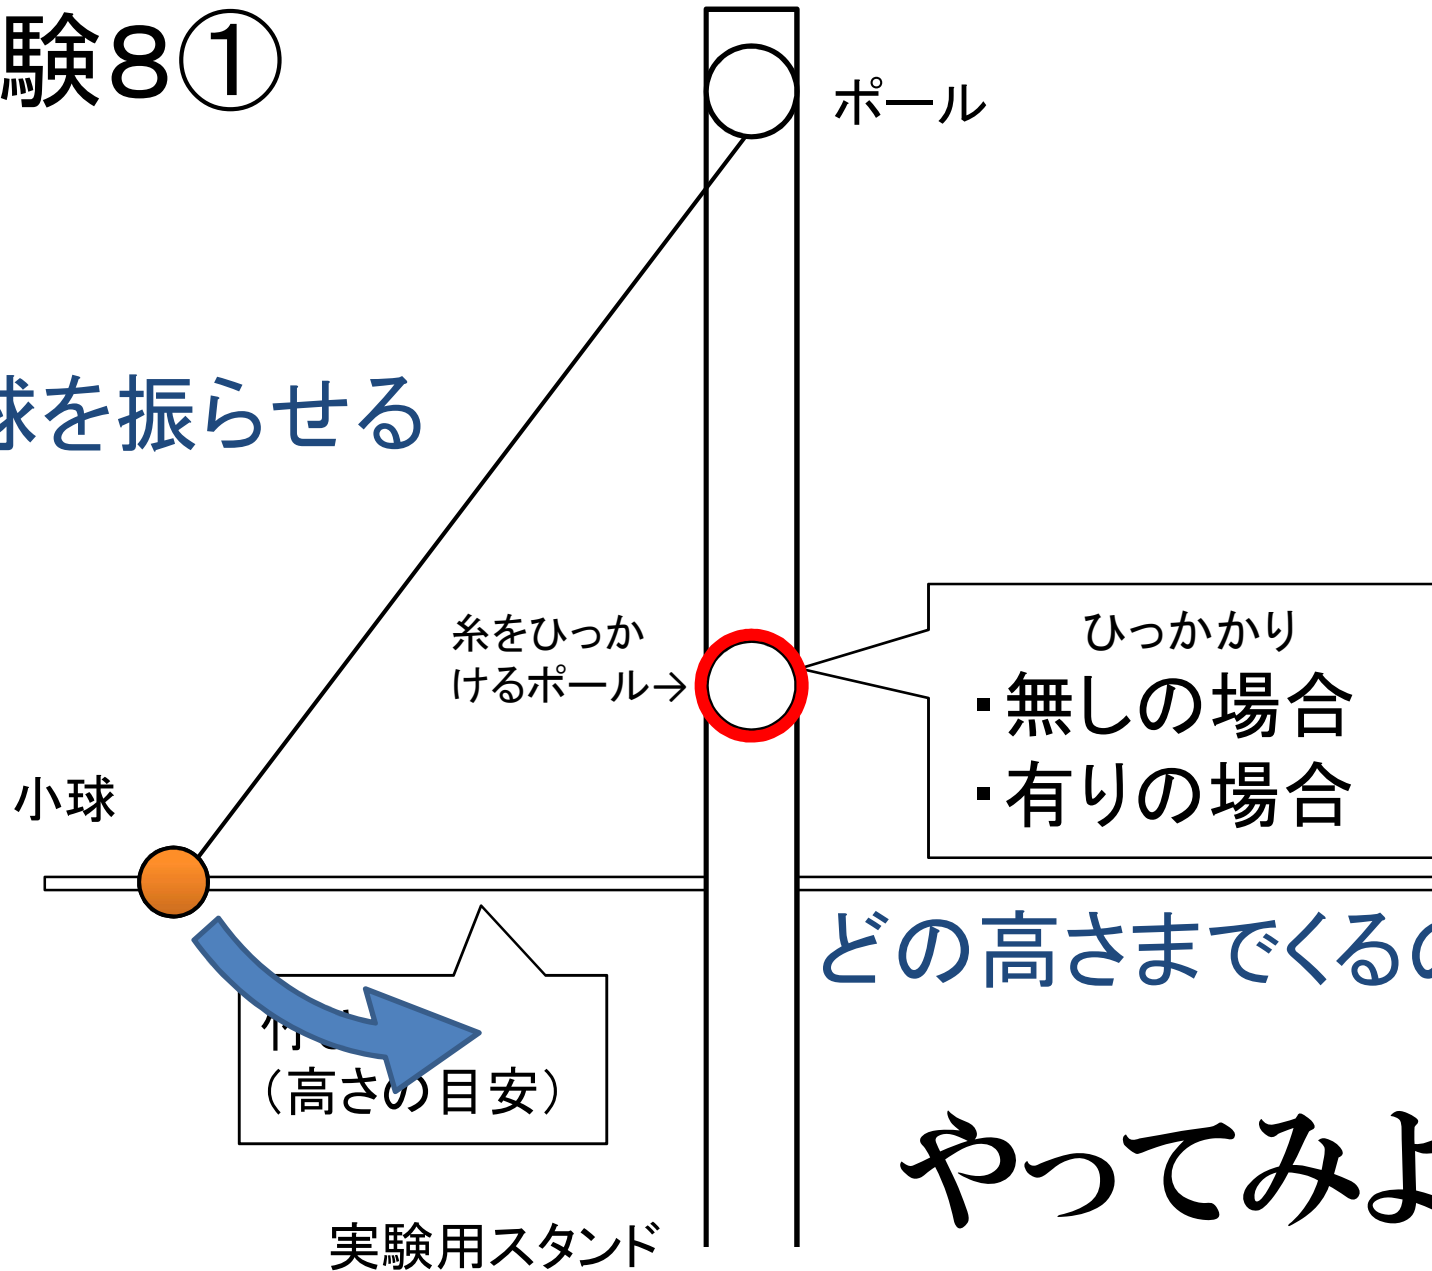 験８①
ポール
球を振らせる
糸をひっか
けるポール→
ひっかかり
・無しの場合
・有りの場合
小球
どの高さまでくるの
（高さの目安）
やってみよ
実験用スタンド